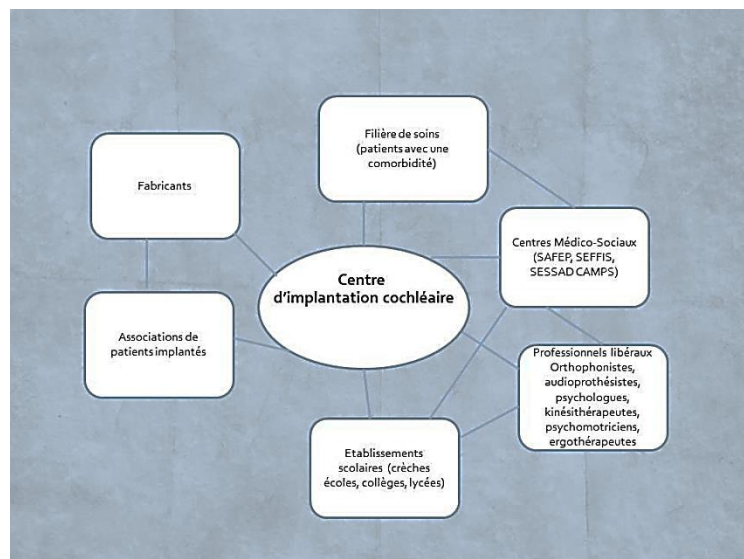 Filière de soins
(patients avec une
comorbidité)
Fabricants
Centres Médico-Sociaux
(SAFEP, SEFFIS,
SESSAD CAMPS)
Centre
d'implantation cochléaire
Associations de
patients implantés
Professionnels libéraux
Orthophonistes,
audioprothésistes,
psychologues,
kinésithérapeutes,
psychomotriciens,
ergothérapeutes
Etablissements
scolaires (crèches
écoles, collèges, lycées)